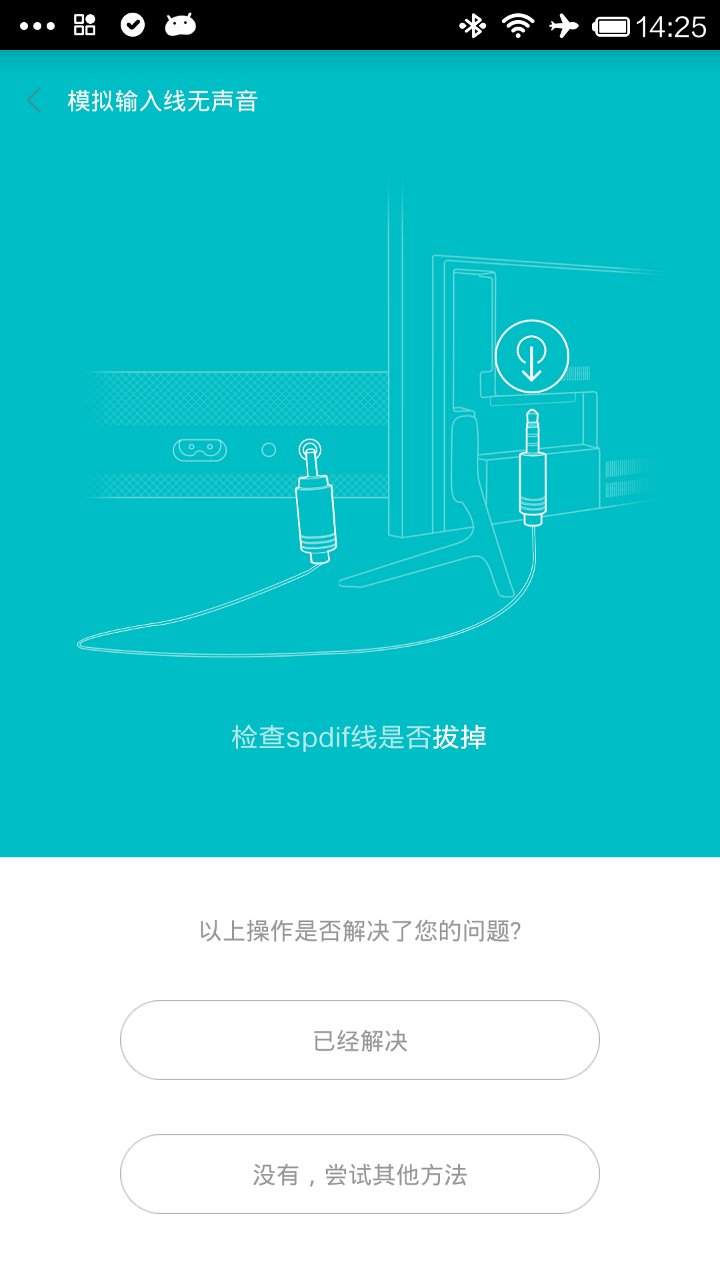 14:25
模拟输入线无声音
检查spdif线是否拔掉
以上操作是否解决了您的问题?
已经解决
没有，尝试其他方法